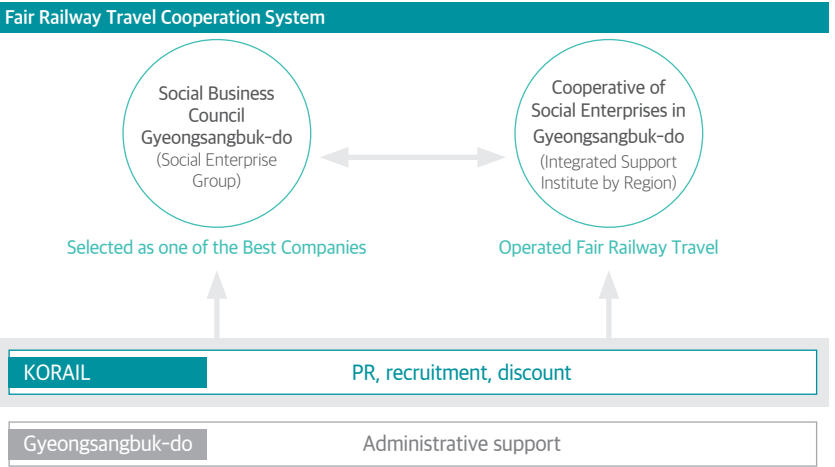 Fair Railway Travel Cooperation System
Social Business
Council
Gyeongsangbuk-do
(Social Enterprise
Group)
Cooperative of
Social Enterprises in
Gyeongsangbuk-do
(Integrated Support
Institute by Region)
Selected as one of the Best Companies
Operated Fair Railway Travel
KORAIL
PR, recruitment, discount
Gyeongsangbuk-do
Administrative support